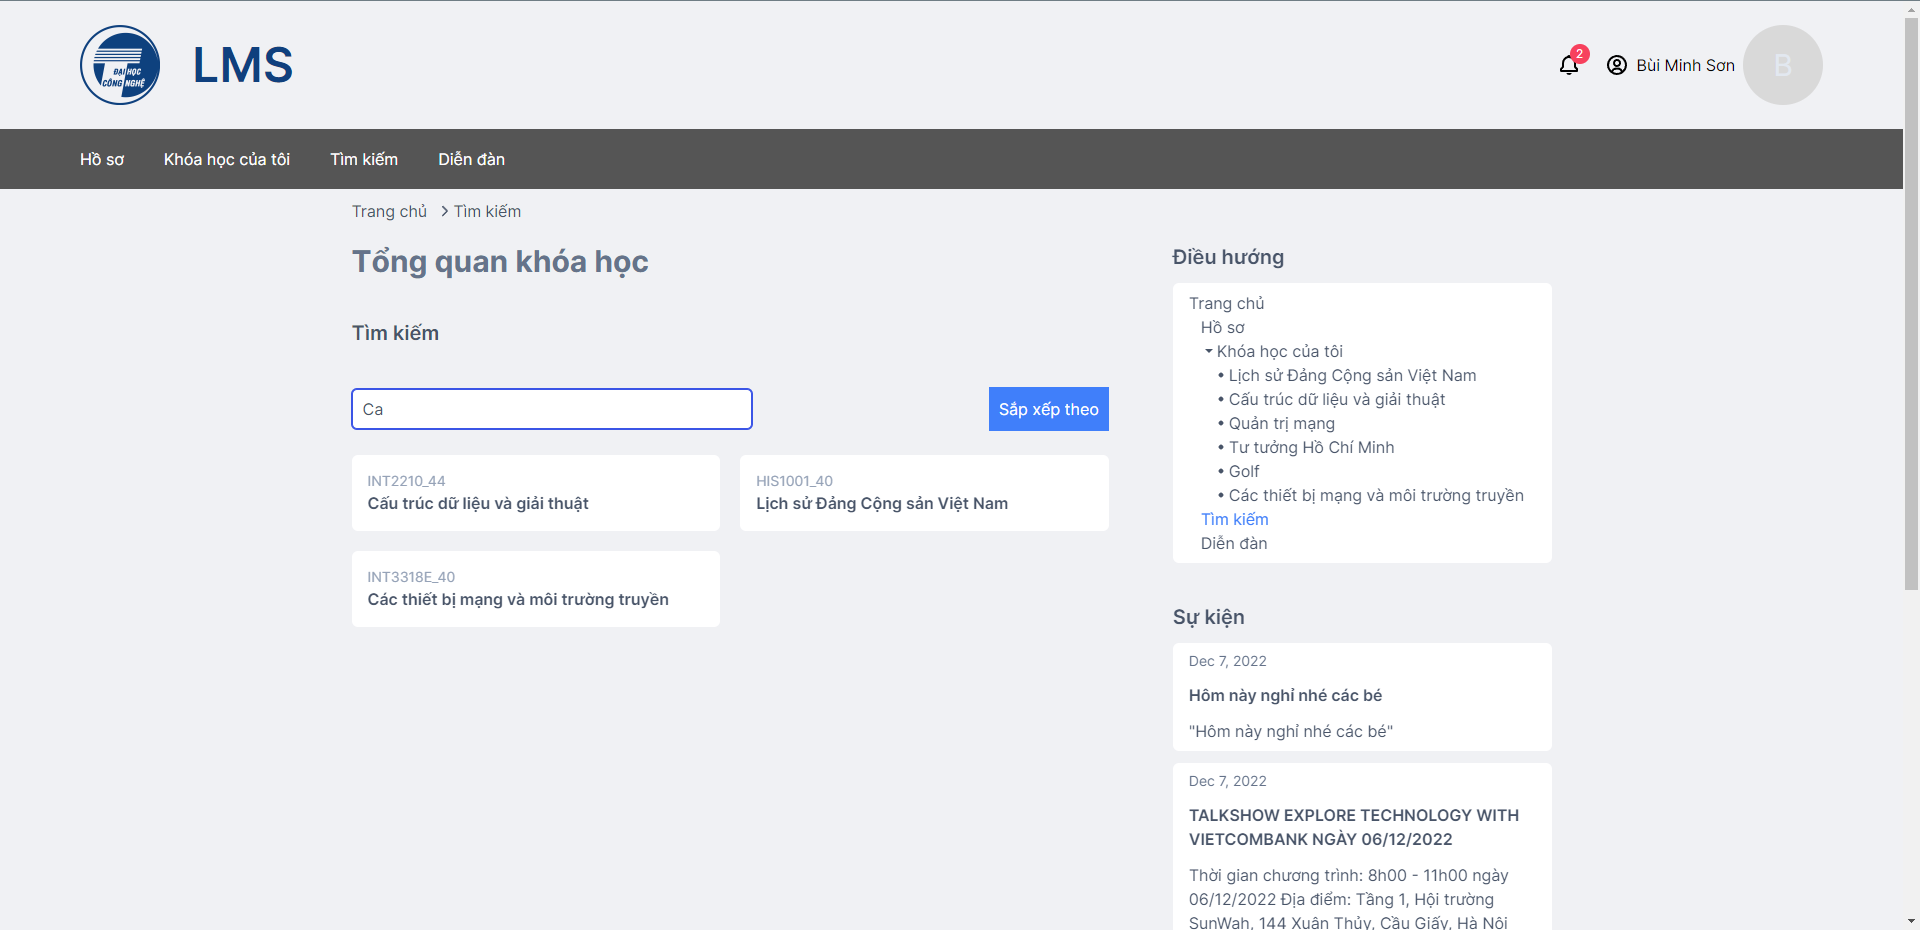 ĐẠI HỌC
CÔNG NGHỆ
LMS
2
Bùi Minh Sơn
B
Hồ sơ
Khóa học của tôi
Tìm kiếm
Diễn đàn
Trang chủ > Tìm kiếm
Tổng quan khóa học
Tìm kiếm
Ca
Sắp xếp theo
INT2210_44
Cấu trúc dữ liệu và giải thuật
HIS1001_40
Lịch sử Đảng Cộng sản Việt Nam
INT3318E_40
Các thiết bị mạng và môi trường truyền
Điều hướng
Trang chủ
Hồ sơ
Khóa học của tôi
• Lịch sử Đảng Cộng sản Việt Nam
• Cấu trúc dữ liệu và giải thuật
• Quản trị mạng
• Tư tưởng Hồ Chí Minh
• Golf
• Các thiết bị mạng và môi trường truyền
Tìm kiếm
Diễn đàn
Sự kiện
Dec 7, 2022
Hôm này nghỉ nhé các bé
"Hôm này nghỉ nhé các bé"
Dec 7, 2022
TALKSHOW EXPLORE TECHNOLOGY WITH
VIETCOMBANK NGÀY 06/12/2022
Thời gian chương trình: 8h00 - 11h00 ngày
06/12/2022 Địa điểm: Tầng 1, Hội trường
SunWah, 144 Xuân Thủy, Cầu Giấy, Hà Nội